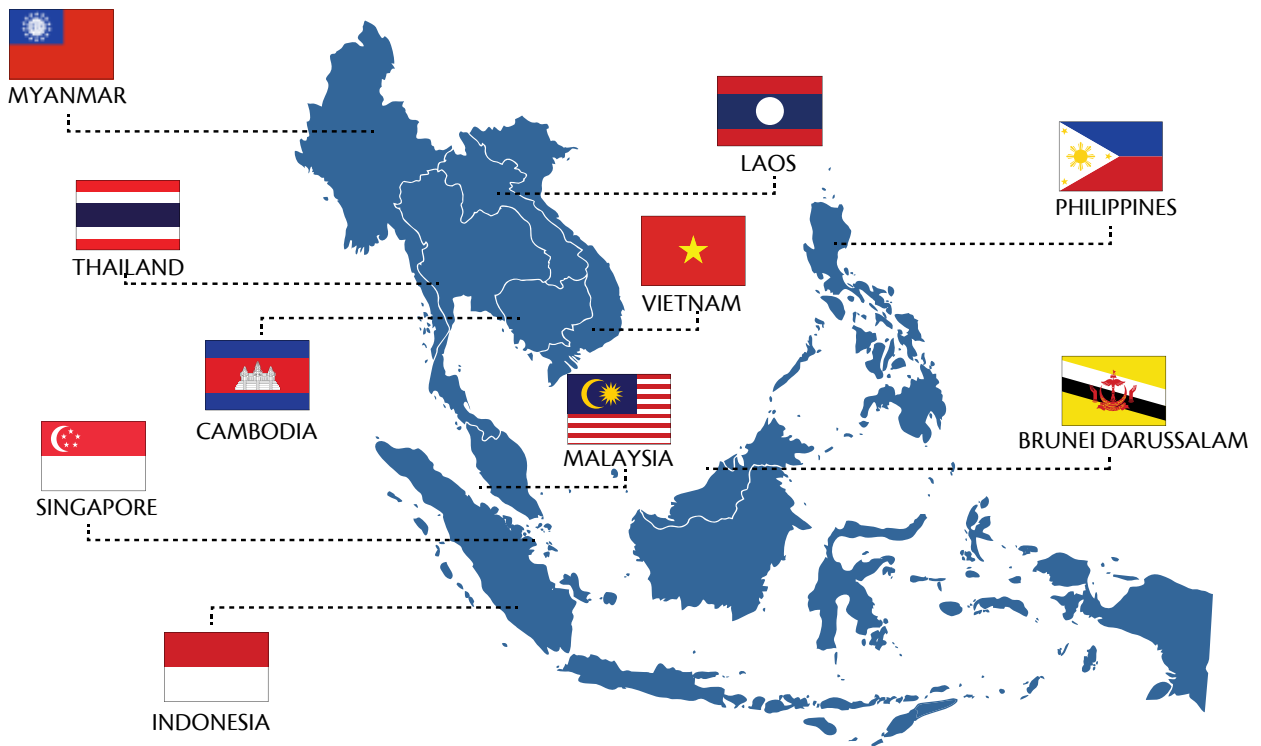 MYANMAR
LAOS
PHILIPPINES
THAILAND
VIETNAM
CAMBODIA
MALAYSIA
BRUNEI DARUSSALAM
SINGAPORE
INDONESIA